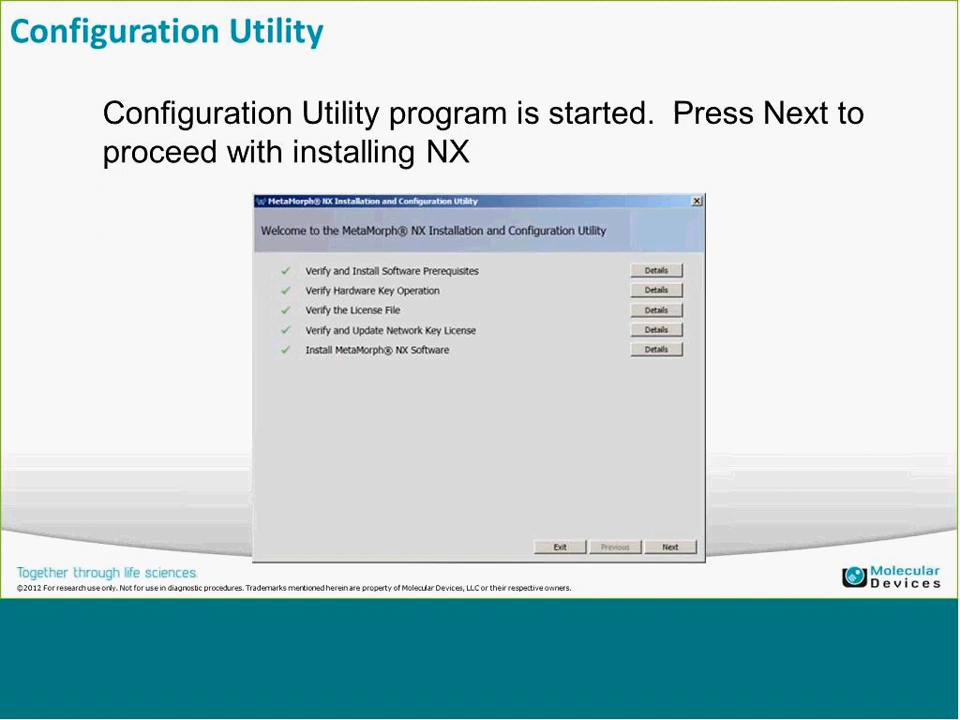 Configuration Utility
Configuration Utility program is started.  Press Next to
proceed with installing NX
MetaMorph® NX Installation and Configuration Utility
Welcome to the MetaMorph® NX Installation and Configuration Utility
Verify and Install Software Prerequisites Details
Verify Hardware Key Operation Details
Verify the License File Details
Verify and Update Network Key License Details
Install MetaMorph® NX Software Details
Exit Previous Next
Together through life sciences.
©2012 For research use only. Not for use in diagnostic procedures. Trademarks mentioned herein are property of Molecular Devices, LLC or their respective owners.
Molecular
Devices